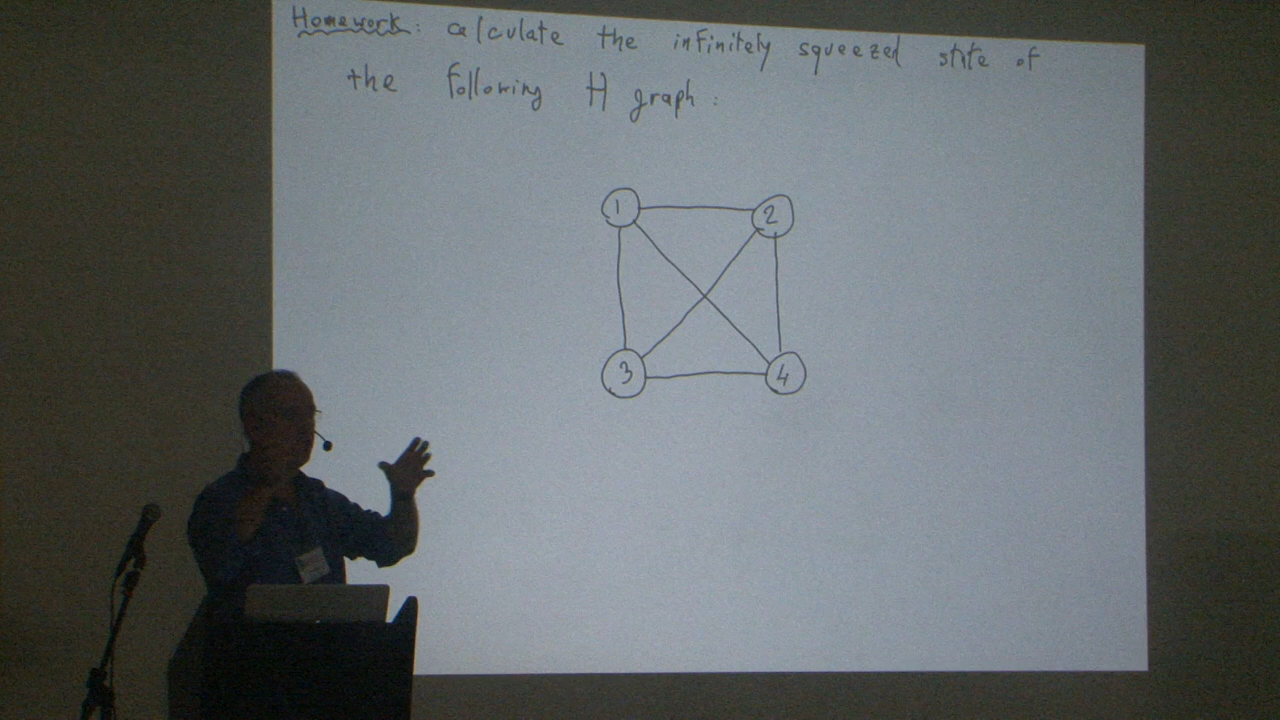 Homework: calculate the infinitely squeezed state of
the following H graph:
1 2
3 4